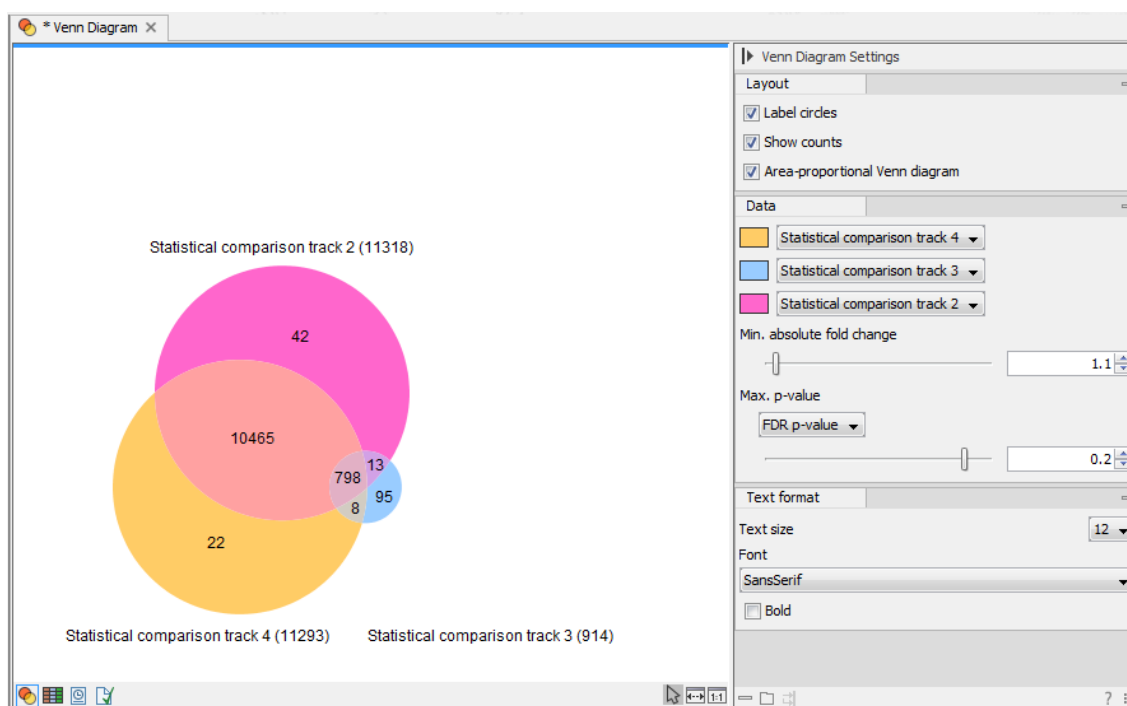 * Venn Diagram
Venn Diagram Settings
Layout
Label circles
Show counts
Area-proportional Venn diagram
Data
Statistical comparison track 4
Statistical comparison track 3
Statistical comparison track 2
Min. absolute fold change
1.1
Max. p-value
FDR p-value
0.2
Text format
Text size
12
Font
SansSerif
Bold
Statistical comparison track 2 (11318)
42
10465
13
798
95
8
22
Statistical comparison track 4 (11293)
Statistical comparison track 3 (914)
1:1
?